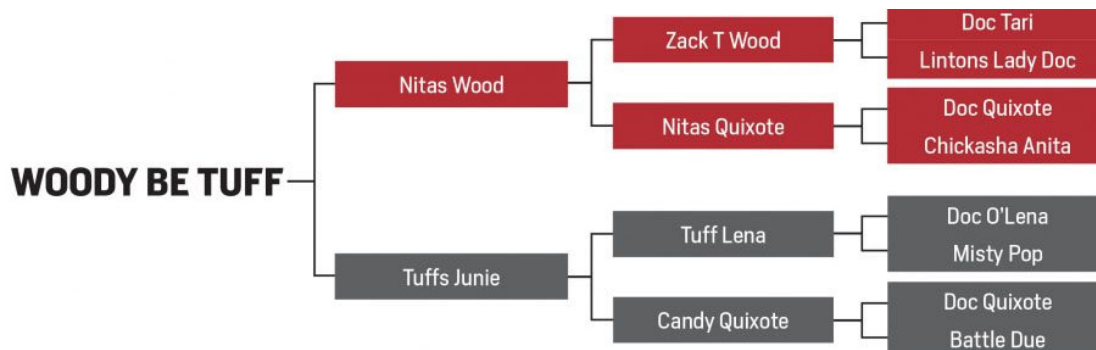 Doc Tari
Zack T Wood
Lintons Lady Doc
Nitas Wood
Doc Quixote
Nitas Quixote
Chickasha Anita
WOODY BE TUFF
Doc O'Lena
Tuff Lena
Misty Pop
Tuffs Junie
Doc Quixote
Candy Quixote
Battle Due